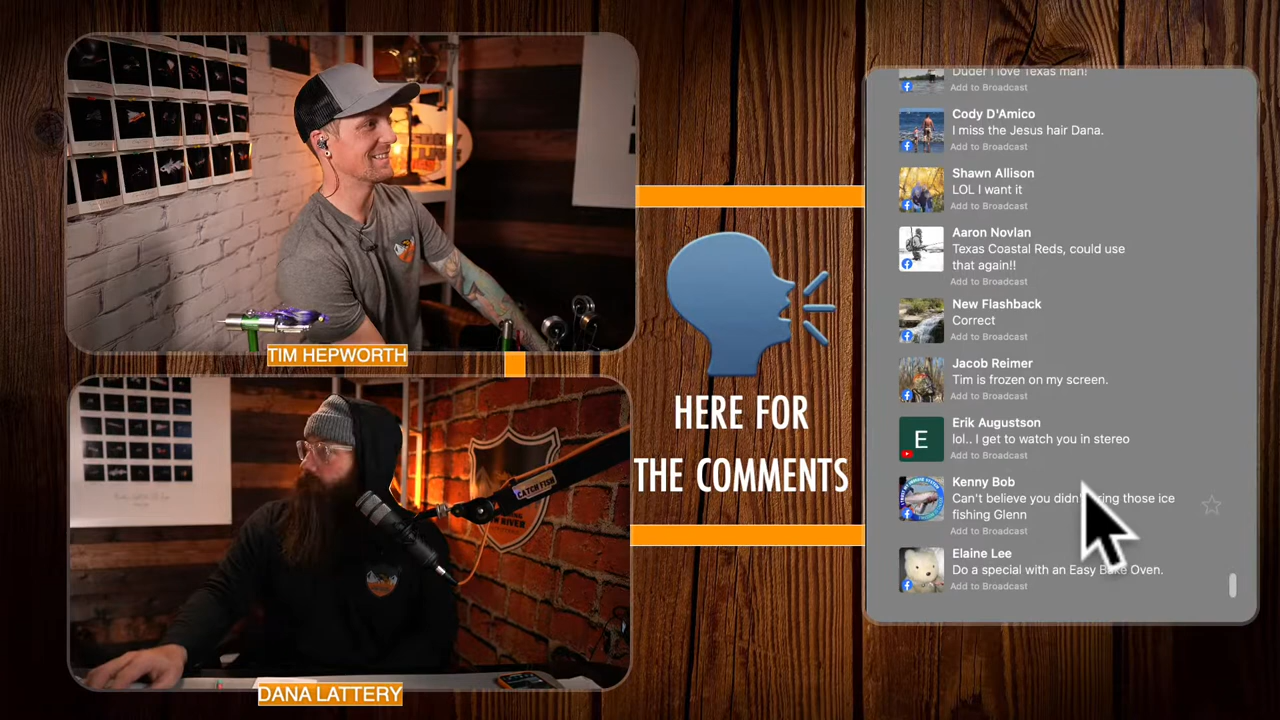 TIM HEPWORTH
CATCH FISH
DANA LATTERY
HERE FOR
THE COMMENTS
Duder I love Texas man!
Add to Broadcast
Cody D'Amico
I miss the Jesus hair Dana.
Add to Broadcast
Shawn Allison
LOL I want it
Add to Broadcast
Aaron Novlan
Texas Coastal Reds, could use
that again!!
Add to Broadcast
New Flashback
Correct
Add to Broadcast
Jacob Reimer
Tim is frozen on my screen.
Add to Broadcast
E
Erik Augustson
lol.. I get to watch you in stereo
Add to Broadcast
Kenny Bob
Can't believe you those ice
fishing Glenn
Add to Broadcast
Elaine Lee
Do a special with an Easy Bake Oven.
Add to Broadcast